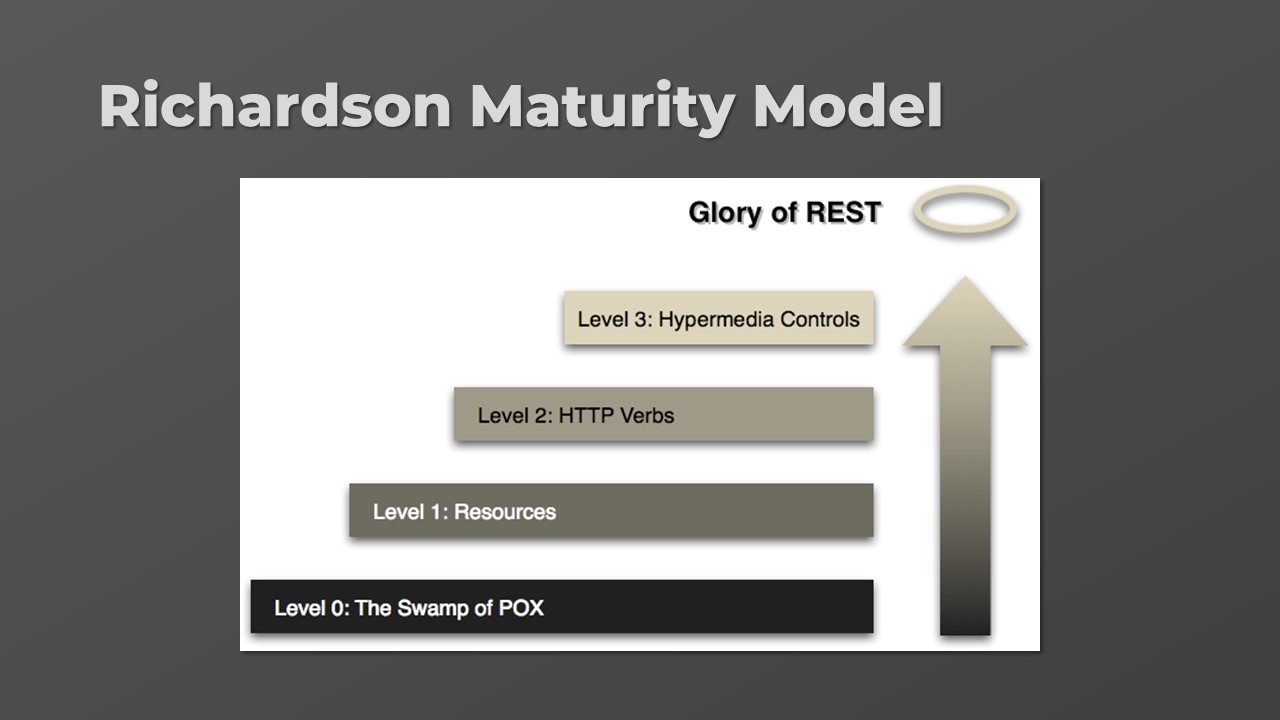 Richardson Maturity Model
Glory of REST
Level 3: Hypermedia Controls
Level 2: HTTP Verbs
Level 1: Resources
Level 0: The Swamp of POX